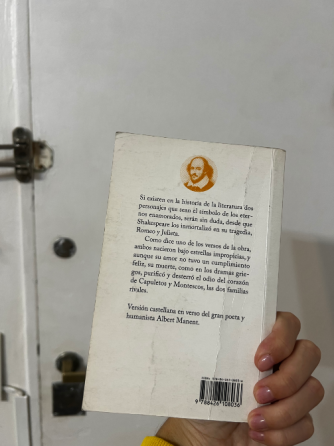 Si existen en la historia de la literatura dos
personajes que sean el símbolo de los eter-
nos enamorados, serán sin duda, desde que
Shakespeare los inmortalizó en su tragedia,
Romeo y Julieta.
Como dice uno de los versos de la obra,
ambos nacieron bajo estrellas impropicias, y
aunque su amor no tuvo un cumplimiento
feliz, su muerte, como en los dramas grie-
gos, purificó y desterró el odio del corazón
de Capuletos y Montescos, las dos familias
rivales.
Versión castellana en verso del gran poeta y
humanista Albert Manent.